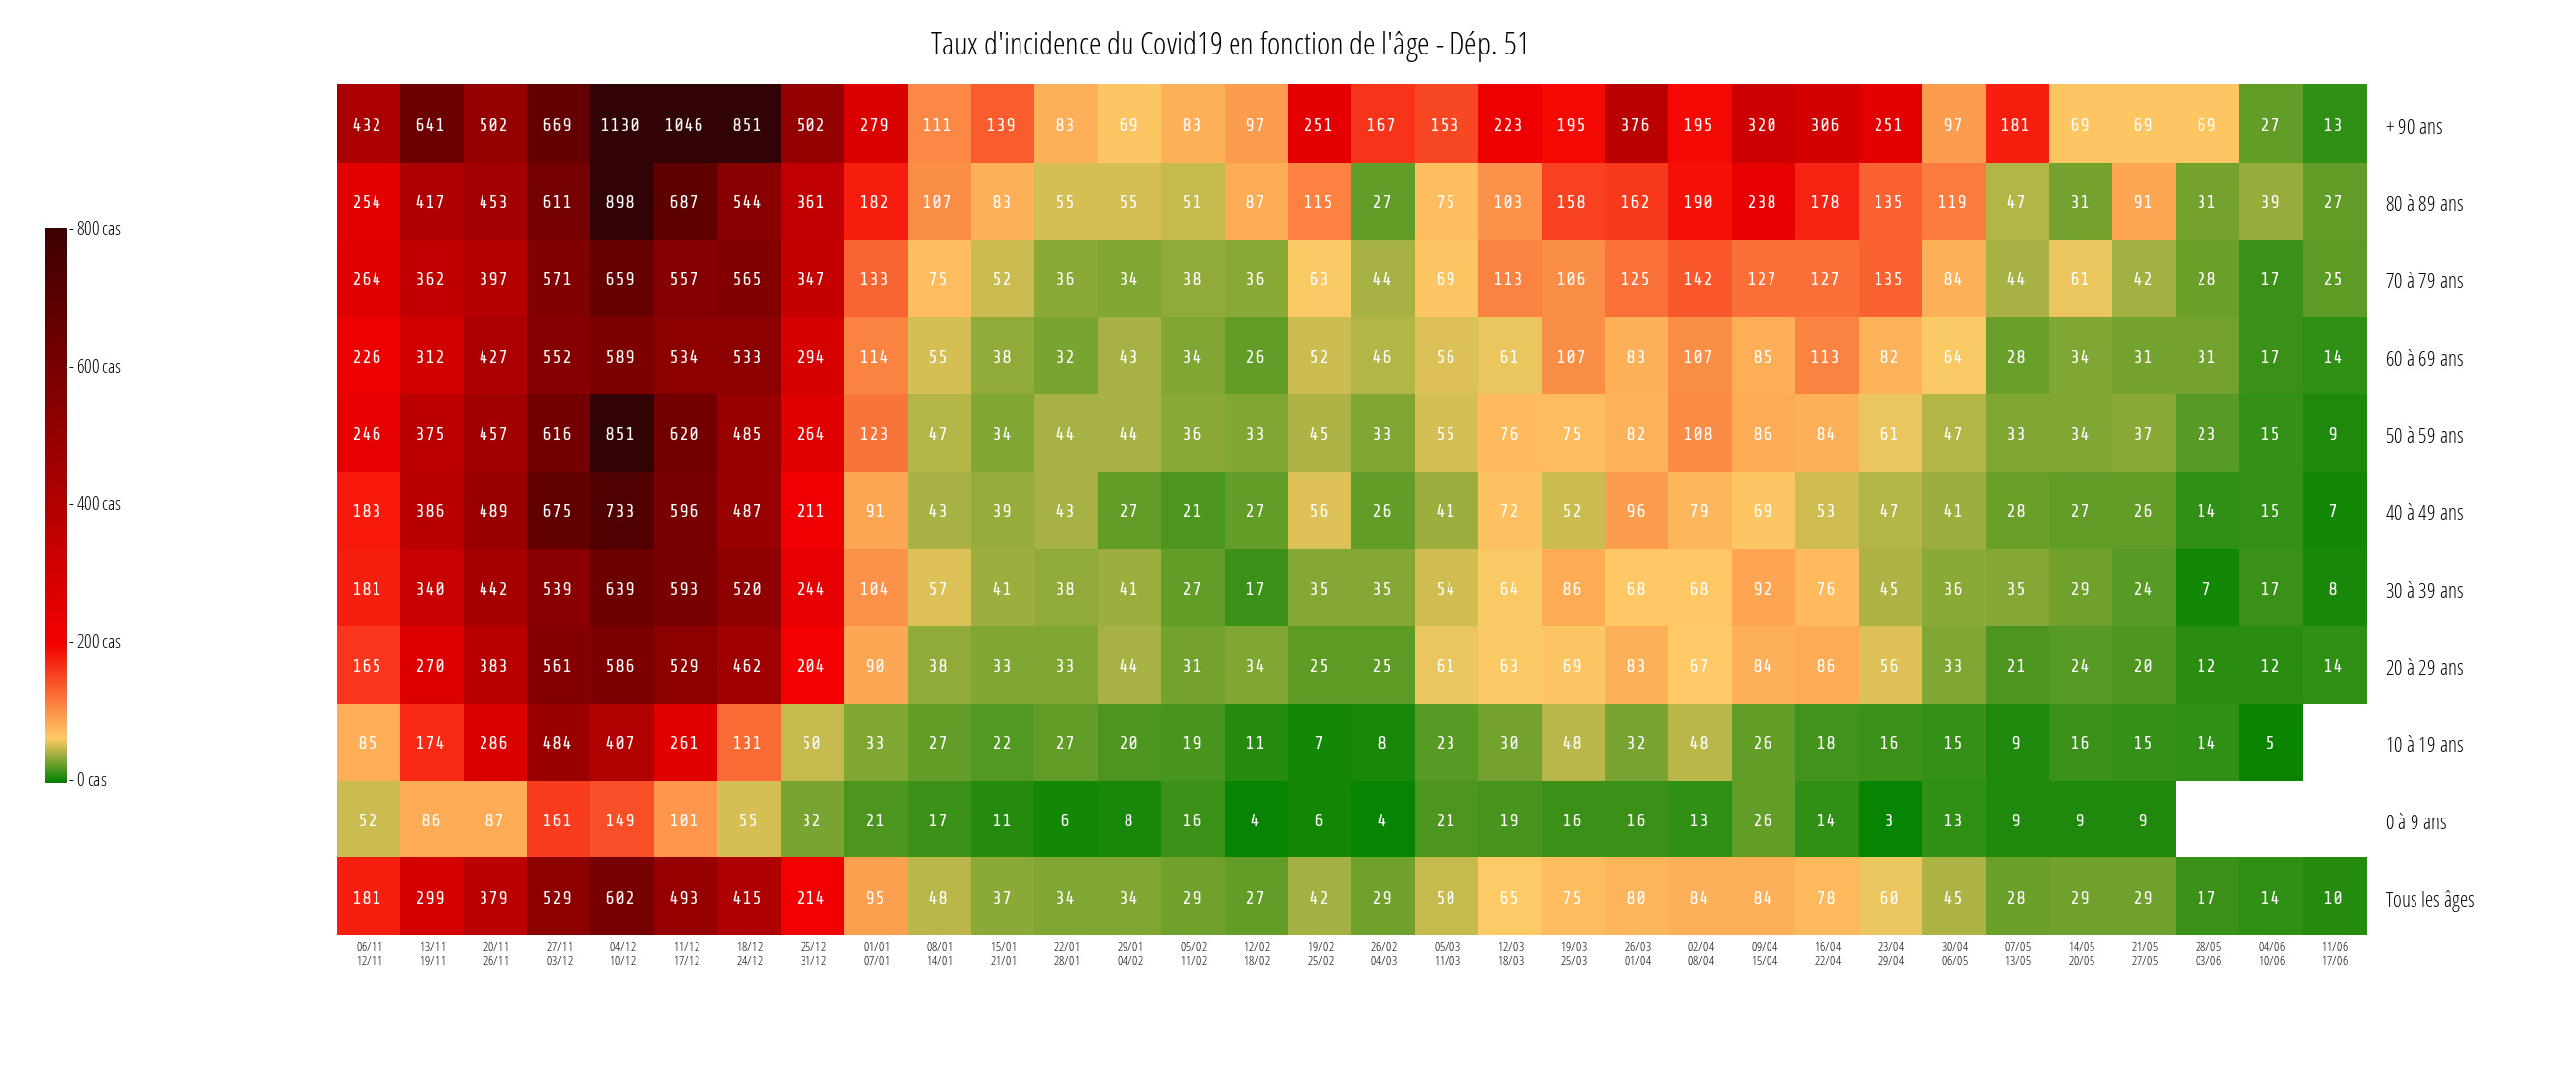 Taux d'incidence du Covid19 en fonction de l'âge - Dép. 51
432 641 502 669 1130 1046 851 502 279 111 139 83 69 83 97 251 167 153 223 195 376 195 320 306 251 97 181 69 69 69 27 13 + 90 ans
254 417 453 611 898 687 544 361 182 107 83 55 55 51 87 115 27 75 103 158 162 190 238 178 135 119 47 31 91 31 39 27 80 à 89 ans
264 362 397 571 659 557 565 347 133 75 52 36 34 38 36 63 44 69 113 106 125 142 127 127 135 84 44 61 42 28 17 25 70 à 79 ans
226 312 427 552 589 534 533 294 114 55 38 32 43 34 26 52 46 56 61 107 83 107 85 113 82 64 28 34 31 31 17 14 60 à 69 ans
246 375 457 616 851 620 485 264 123 47 34 44 44 36 33 45 33 55 76 75 82 108 86 84 61 47 33 34 37 23 15 9 50 à 59 ans
183 386 489 675 733 596 487 211 91 43 39 43 27 21 27 56 26 41 72 52 96 79 69 53 47 41 28 27 26 14 15 7 40 à 49 ans
181 340 442 539 639 593 520 244 104 57 41 38 41 27 17 35 35 54 64 86 68 68 92 76 45 36 35 29 24 7 17 8 30 à 39 ans
165 270 383 561 586 529 462 204 90 38 33 33 44 31 34 25 25 61 63 69 83 67 84 86 56 33 21 24 20 12 12 14 20 à 29 ans
85 174 286 484 407 261 131 50 33 27 22 27 20 19 11 7 8 23 30 48 32 48 26 18 16 15 9 16 15 14 5 10 à 19 ans
52 86 87 161 149 101 55 32 21 17 11 6 8 16 4 6 4 21 19 16 16 13 26 14 3 13 9 9 9 0 à 9 ans
181 299 379 529 602 493 415 214 95 48 37 34 34 29 27 42 29 50 65 75 80 84 84 78 60 45 28 29 29 17 14 10 Tous les âges
06/11 13/11 20/11 27/11 04/12 11/12 18/12 25/12 01/01 08/01 15/01 22/01 29/01 05/02 12/02 19/02 26/02 05/03 12/03 19/03 26/03 02/04 09/04 16/04 23/04 30/04 07/05 14/05 21/05 28/05 04/06 11/06
12/11 19/11 26/11 03/12 10/12 17/12 24/12 31/12 07/01 14/01 21/01 28/01 04/02 11/02 18/02 25/02 04/03 11/03 18/03 25/03 01/04 08/04 15/04 22/04 29/04 06/05 13/05 20/05 27/05 03/06 10/06 17/06
- 800 cas
- 600 cas
- 400 cas
- 200 cas
- 0 cas